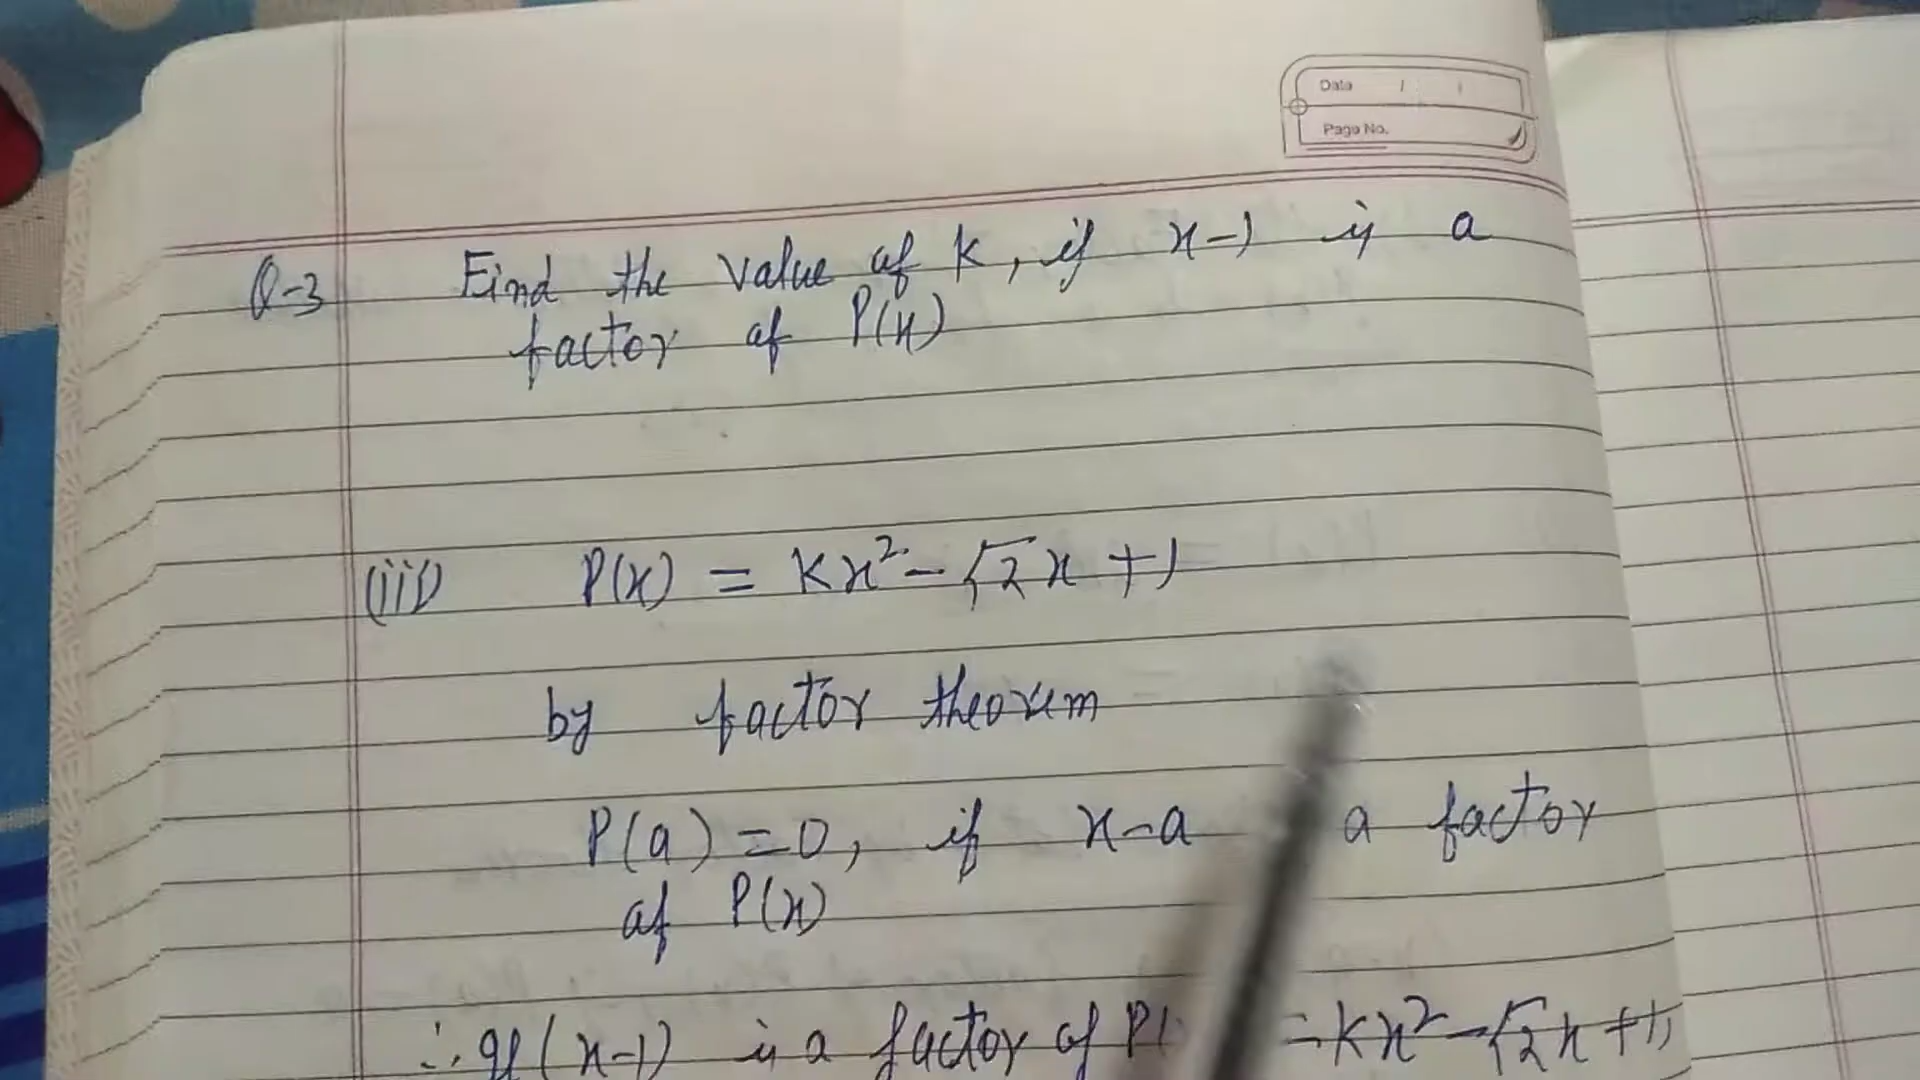 Data / /
Page No.
Q-3 Find the value of k, if x-1 is a
factor of P(x)
(iii) P(x) = kx² - √2x + 1
by factor theorem
P(a) = 0, if x-a a factor
of P(x)
∴ If (x-1) is a factor of P( = kx² - √2x + 1,